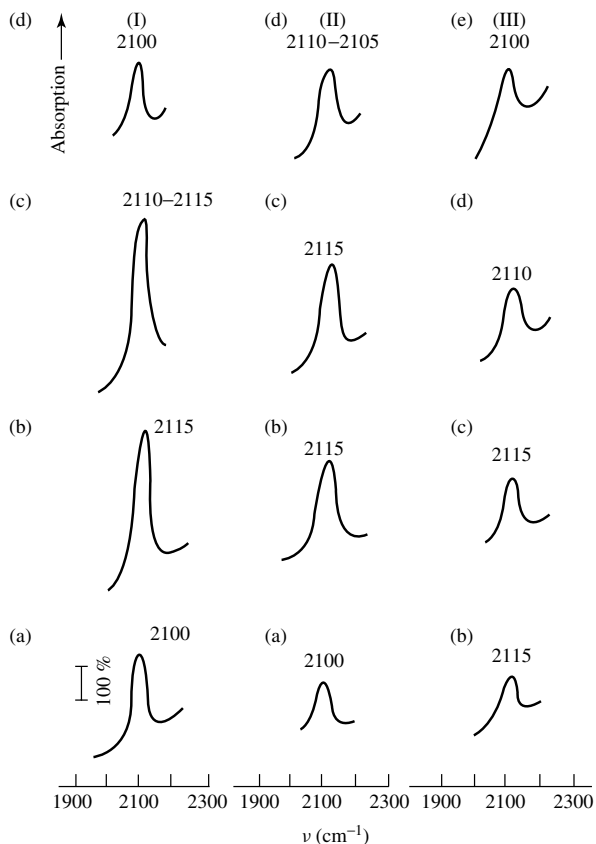 (d) (I) (d) (II) (e) (III)
2100 2110–2105 2100
Absorption
(c) 2110–2115 (c) (d)
2115 2110
(b) 2115 (b) 2115 (c) 2115
(a) 2100 (a) 2100 (b) 2115
100 %
1900 2100 2300 1900 2100 2300 1900 2100 2300
ν (cm⁻¹)